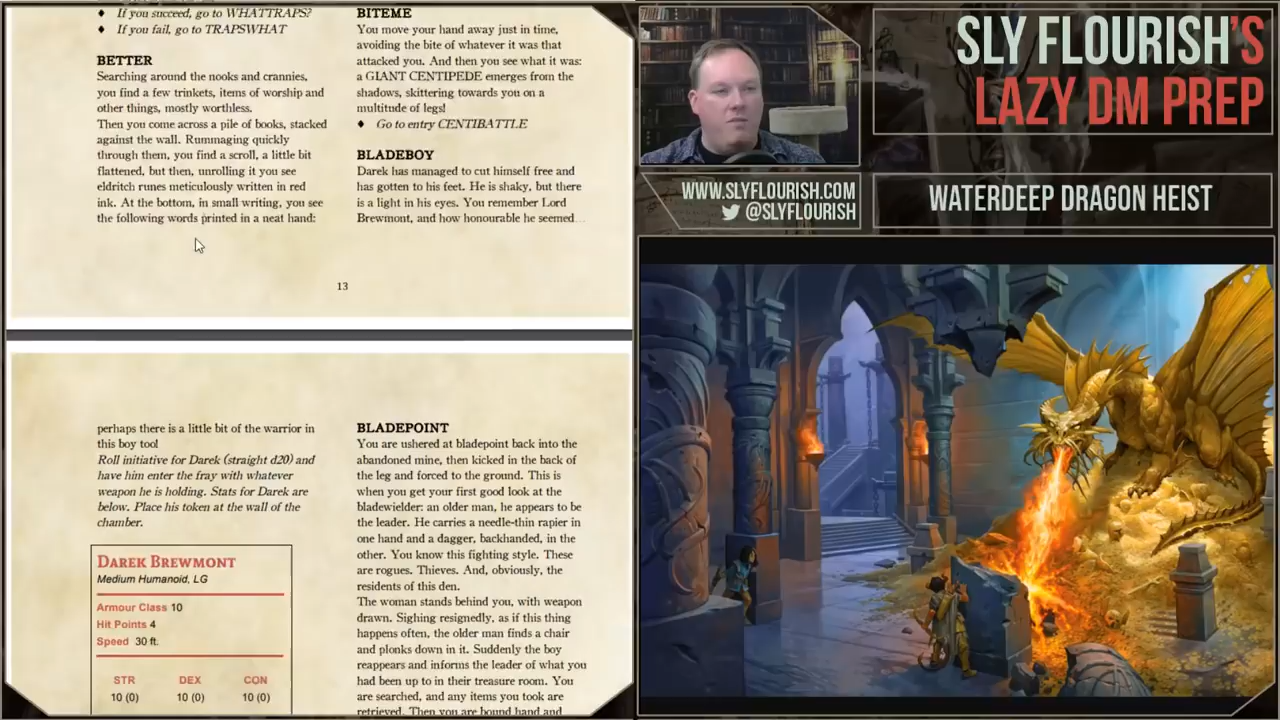 ♦ If you succeed, go to WHATTRAPS?
♦ If you fail, go to TRAPSWHAT
BETTER
Searching around the nooks and crannies,
you find a few trinkets, items of worship and
other things, mostly worthless.
Then you come across a pile of books, stacked
against the wall. Rummaging quickly
through them, you find a scroll, a little bit
flattened, but then, unrolling it you see
eldritch runes meticulously written in red
ink. At the bottom, in small writing, you see
the following words printed in a neat hand:
BITEME
You move your hand away just in time,
avoiding the bite of whatever it was that
attacked you. And then you see what it was:
a GIANT CENTIPEDE emerges from the
shadows, skittering towards you on a
multitude of legs!
♦ Go to entry CENTIBATTLE
BLADEBOY
Darek has managed to cut himself free and
has gotten to his feet. He is shaky, but there
is a light in his eyes. You remember Lord
Brewmont, and how honourable he seemed...
13
perhaps there is a little bit of the warrior in
this boy too!
Roll initiative for Darek (straight d20) and
have him enter the fray with whatever
weapon he is holding. Stats for Darek are
below. Place his token at the wall of the
chamber.
DAREK BREWMONT
Medium Humanoid, LG
Armour Class 10
Hit Points 4
Speed 30 ft.
STR DEX CON
10 (0) 10 (0) 10 (0)
BLADEPOINT
You are ushered at bladepoint back into the
abandoned mine, then kicked in the back of
the leg and forced to the ground. This is
when you get your first good look at the
bladewielder: an older man, he appears to be
the leader. He carries a needle-thin rapier in
one hand and a dagger, backhanded, in the
other. You know this fighting style. These
are rogues. Thieves. And, obviously, the
residents of this den.
The woman stands behind you, with weapon
drawn. Sighing resignedly, as if this thing
happens often, the older man finds a chair
and plonks down in it. Suddenly the boy
reappears and informs the leader of what you
had been up to in their treasure room. You
are searched, and any items you took are
retrieved. Then you are bound hand and
SLY FLOURISH'S
LAZY DM PREP
WWW.SLYFLOURISH.COM
@SLYFLOURISH
WATERDEEP DRAGON HEIST